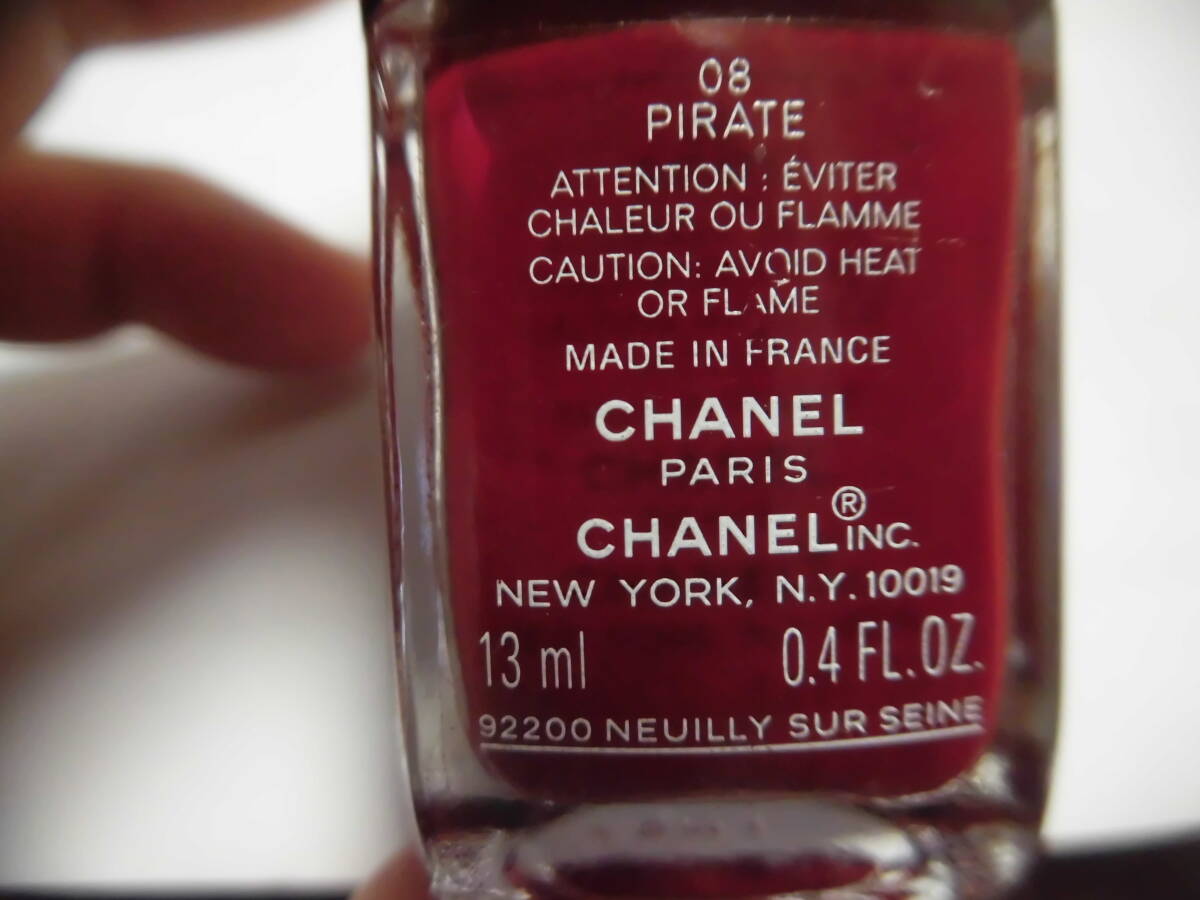 08
PIRATE
ATTENTION : ÉVITER
CHALEUR OU FLAMME
CAUTION: AVOID HEAT
OR FLAME
MADE IN FRANCE
CHANEL
PARIS
CHANEL® INC.
NEW YORK, N.Y. 10019
13 ml 0.4 FL.OZ.
92200 NEUILLY SUR SEINE